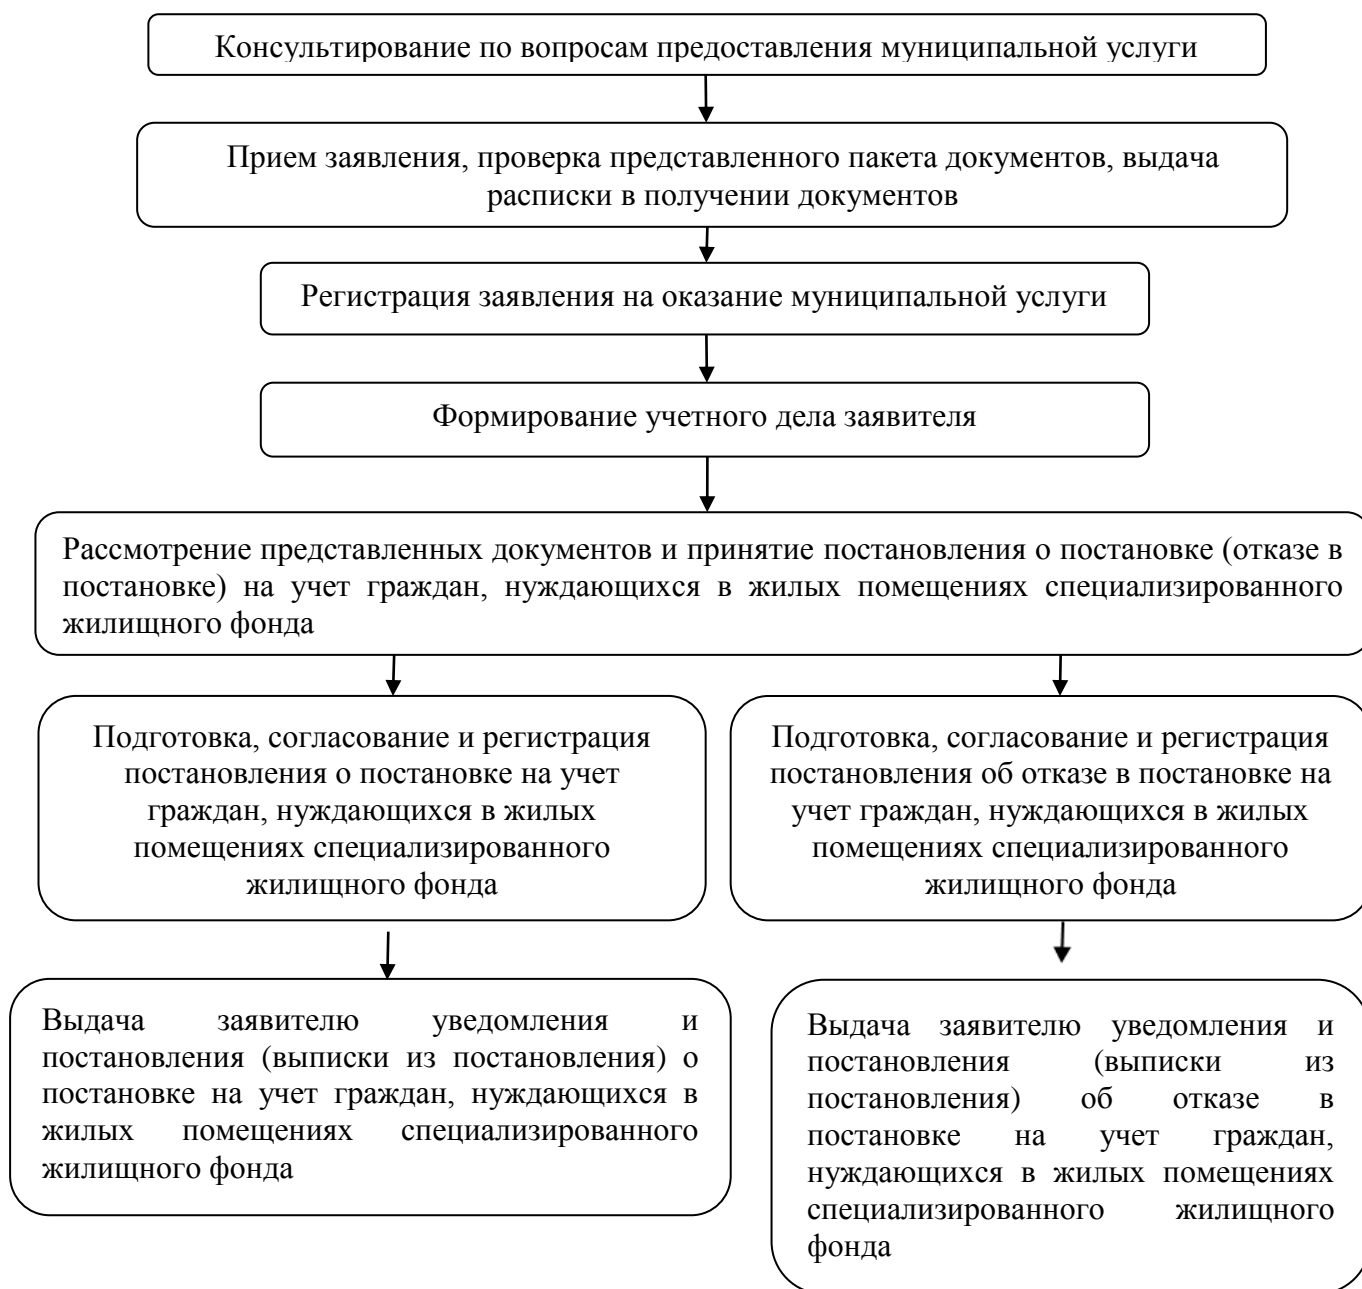 Консультирование по вопросам предоставления муниципальной услуги
Прием заявления, проверка представленного пакета документов, выдача
расписки в получении документов
Регистрация заявления на оказание муниципальной услуги
Формирование учетного дела заявителя
Рассмотрение представленных документов и принятие постановления о постановке (отказе в
постановке) на учет граждан, нуждающихся в жилых помещениях специализированного
жилищного фонда
Подготовка, согласование и регистрация
постановления о постановке на учет
граждан, нуждающихся в жилых
помещениях специализированного
жилищного фонда
Подготовка, согласование и регистрация
постановления об отказе в постановке на
учет граждан, нуждающихся в жилых
помещениях специализированного
жилищного фонда
Выдача заявителю уведомления и
постановления (выписки из постановления) о
постановке на учет граждан, нуждающихся в
жилых помещениях специализированного
жилищного фонда
Выдача заявителю уведомления и
постановления (выписки из
постановления) об отказе в
постановке на учет граждан,
нуждающихся в жилых помещениях
специализированного жилищного
фонда